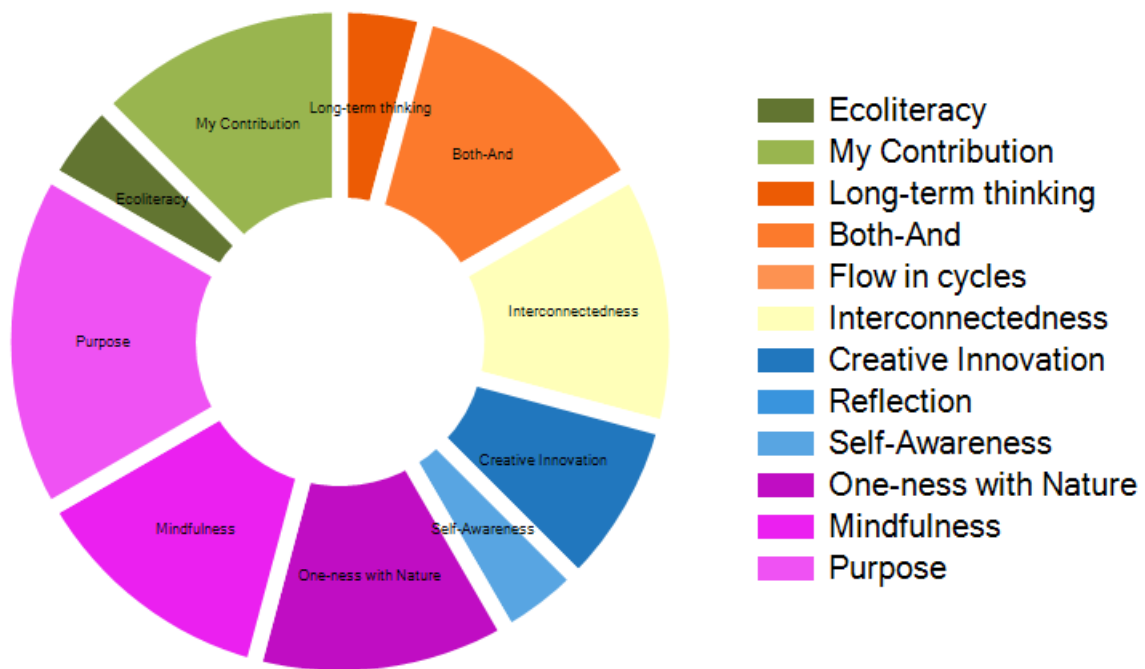 Long-term thinking
My Contribution
Both-And
Ecoliteracy
Interconnectedness
Purpose
Creative Innovation
Mindfulness
Self-Awareness
One-ness with Nature
Ecoliteracy
My Contribution
Long-term thinking
Both-And
Flow in cycles
Interconnectedness
Creative Innovation
Reflection
Self-Awareness
One-ness with Nature
Mindfulness
Purpose